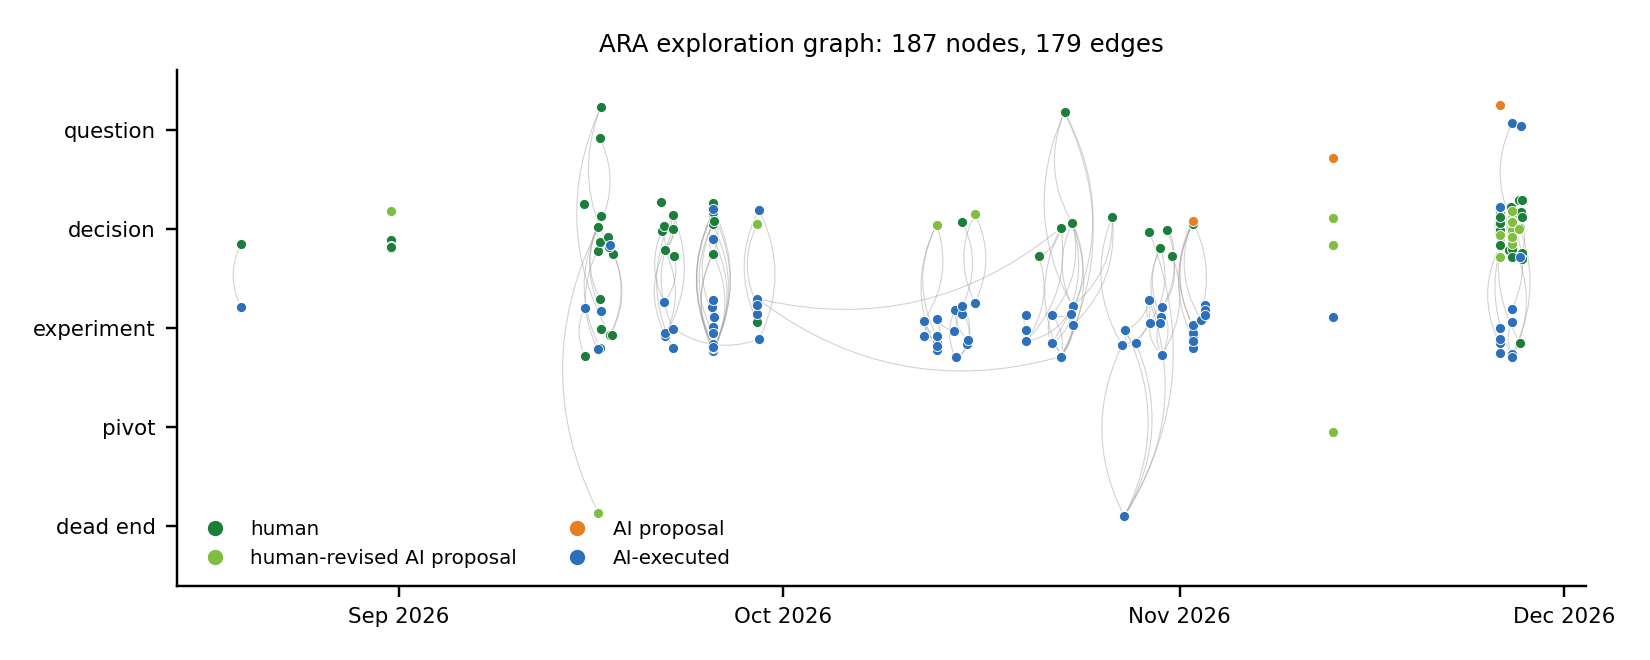 ARA exploration graph: 187 nodes, 179 edges
question
decision
experiment
pivot
dead end
human
human-revised AI proposal
AI proposal
AI-executed
Sep 2026
Oct 2026
Nov 2026
Dec 2026